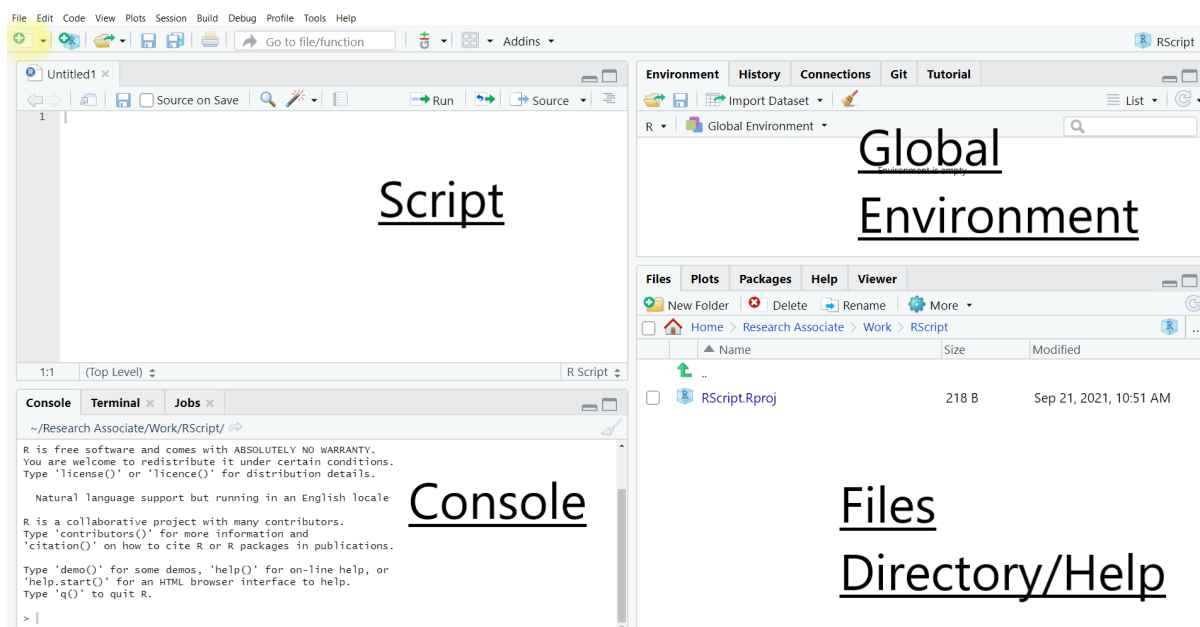 File Edit Code View Plots Session Build Debug Profile Tools Help
Go to file/function Addins RScript
Untitled1
Source on Save Run Source
1
Script
1:1 (Top Level) R Script
Console Terminal Jobs
~/Research Associate/Work/RScript/
R is free software and comes with ABSOLUTELY NO WARRANTY.
You are welcome to redistribute it under certain conditions.
Type 'license()' or 'licence()' for distribution details.
Natural language support but running in an English locale
R is a collaborative project with many contributors.
Type 'contributors()' for more information and
'citation()' on how to cite R or R packages in publications.
Type 'demo()' for some demos, 'help()' for on-line help, or
'help.start()' for an HTML browser interface to help.
Type 'q()' to quit R.
>
Console
Environment History Connections Git Tutorial
Import Dataset List
R Global Environment
Environment is empty
Global
Environment
Files Plots Packages Help Viewer
New Folder Delete Rename More
Home Research Associate Work RScript ...
Name Size Modified
..
RScript.Rproj 218 B Sep 21, 2021, 10:51 AM
Files
Directory/Help